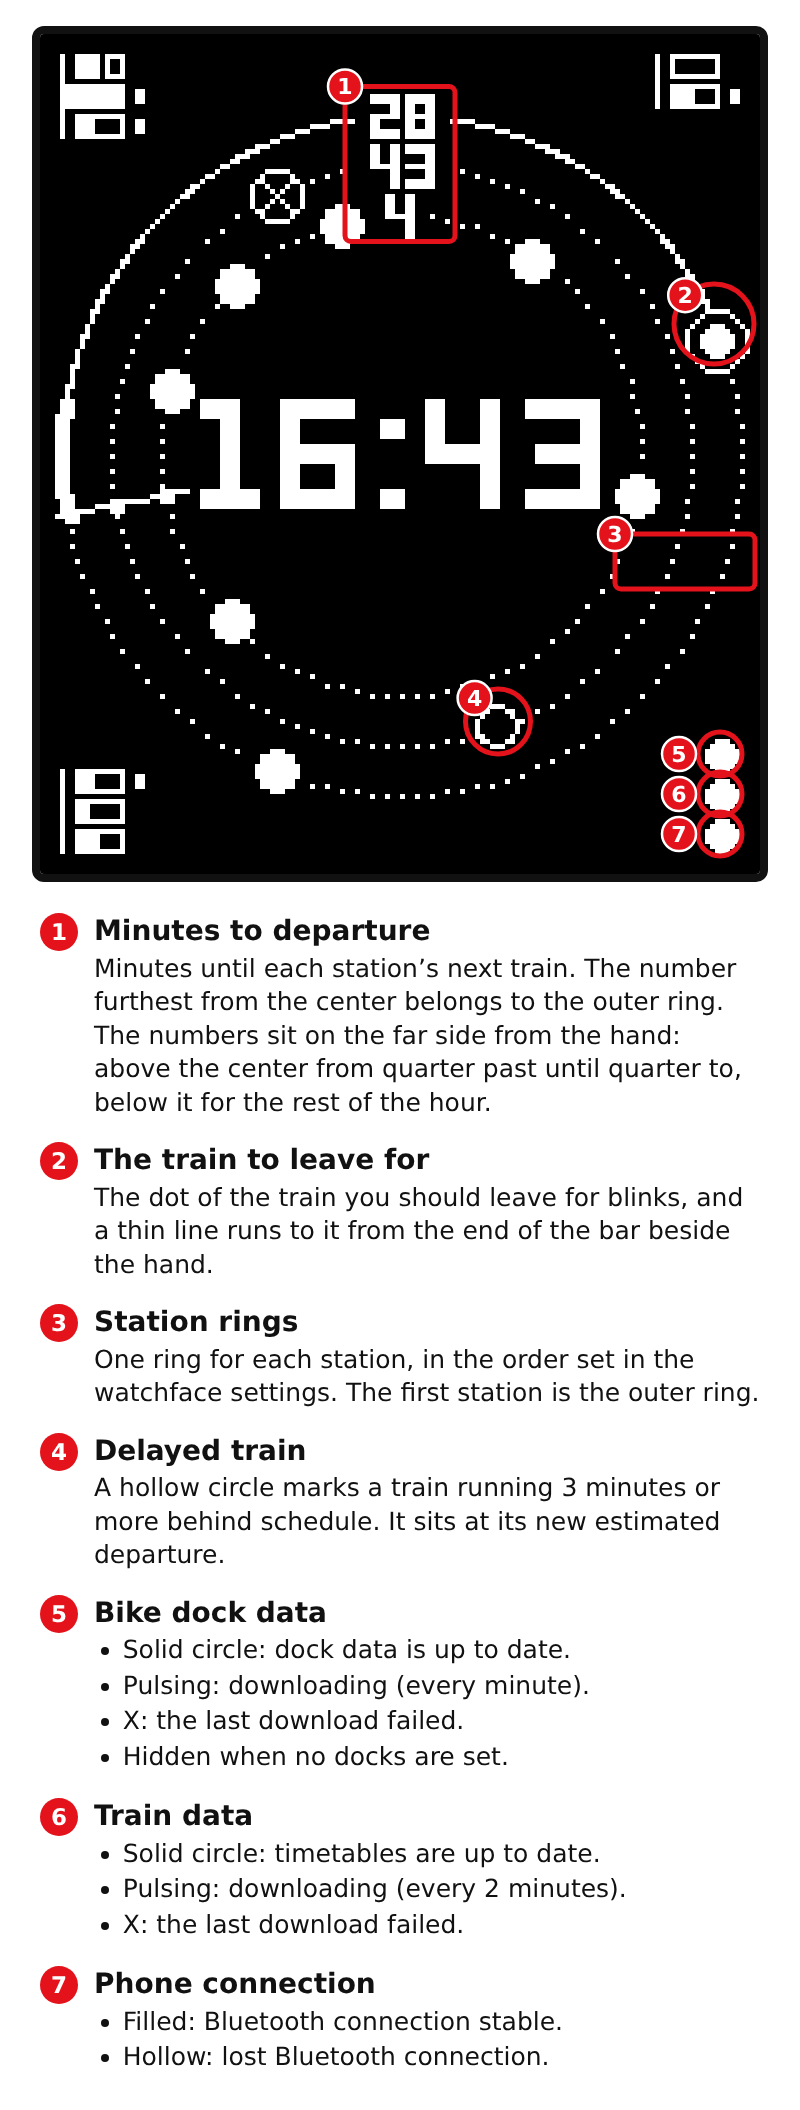 1
28
43
4
2
16:43
3
4
5
6
7
1 Minutes to departure
Minutes until each station’s next train. The number
furthest from the center belongs to the outer ring.
The numbers sit on the far side from the hand:
above the center from quarter past until quarter to,
below it for the rest of the hour.
2 The train to leave for
The dot of the train you should leave for blinks, and
a thin line runs to it from the end of the bar beside
the hand.
3 Station rings
One ring for each station, in the order set in the
watchface settings. The first station is the outer ring.
4 Delayed train
A hollow circle marks a train running 3 minutes or
more behind schedule. It sits at its new estimated
departure.
5 Bike dock data
• Solid circle: dock data is up to date.
• Pulsing: downloading (every minute).
• X: the last download failed.
• Hidden when no docks are set.
6 Train data
• Solid circle: timetables are up to date.
• Pulsing: downloading (every 2 minutes).
• X: the last download failed.
7 Phone connection
• Filled: Bluetooth connection stable.
• Hollow: lost Bluetooth connection.